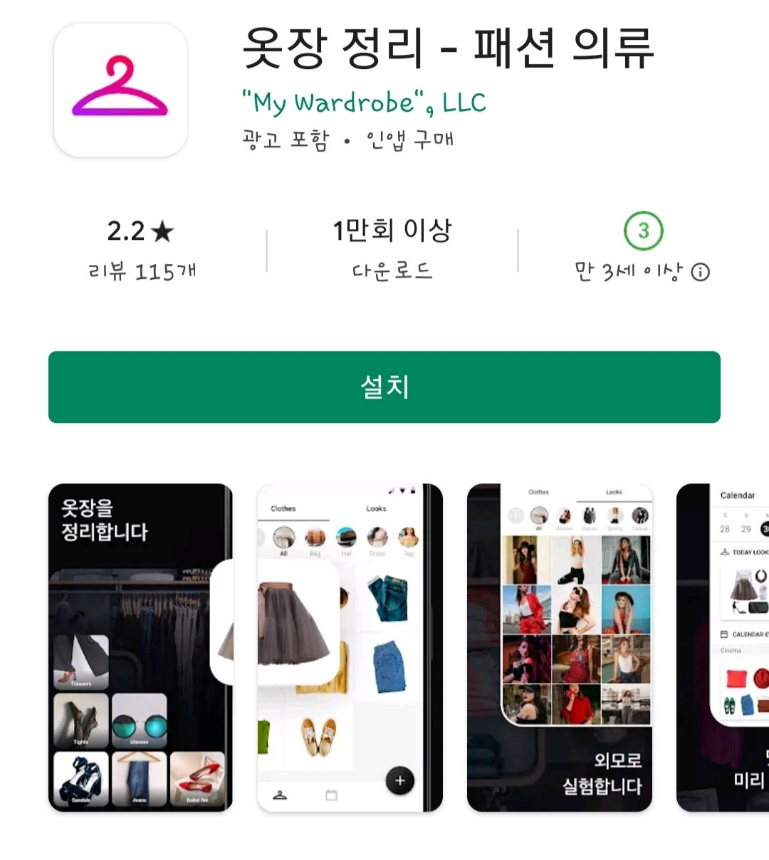 옷장 정리 - 패션 의류
"My Wardrobe", LLC
광고 포함 • 인앱 구매
2.2★
리뷰 115개
1만회 이상
다운로드
3
만 3세 이상
설치
옷장을
정리합니다
Trousers
Tights
Glasses
Sandals
Jeans
Ballet flat
Clothes Looks
All Bag Hat Dress Top
Clothes Looks
All
외모로
실험합니다
Calendar
28 29
TODAY LOOK
CALENDAR E
Cinema
미리